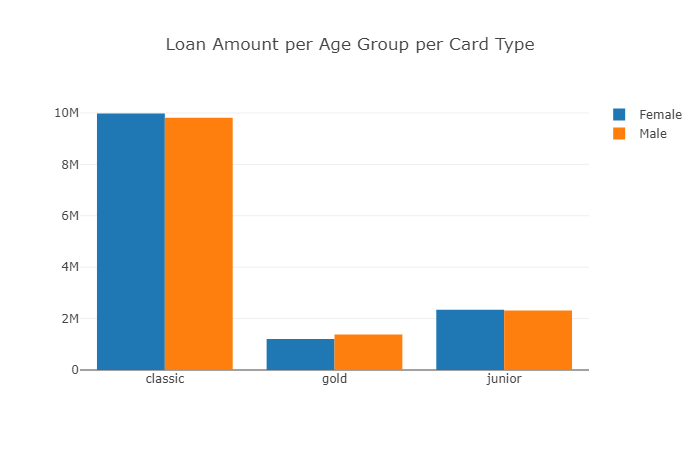 Loan Amount per Age Group per Card Type
10M
8M
6M
4M
2M
0
classic
gold
junior
Female
Male